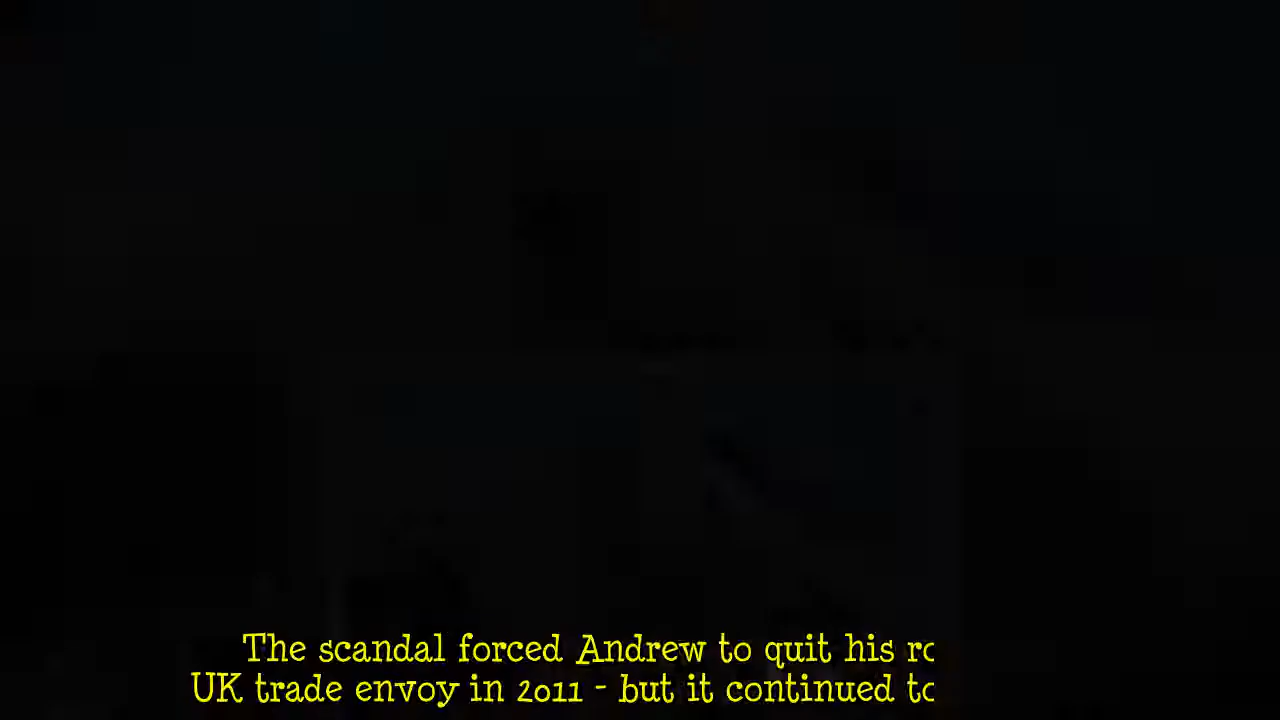 The scandal forced Andrew to quit his
UK trade envoy in 2011 - but it continued